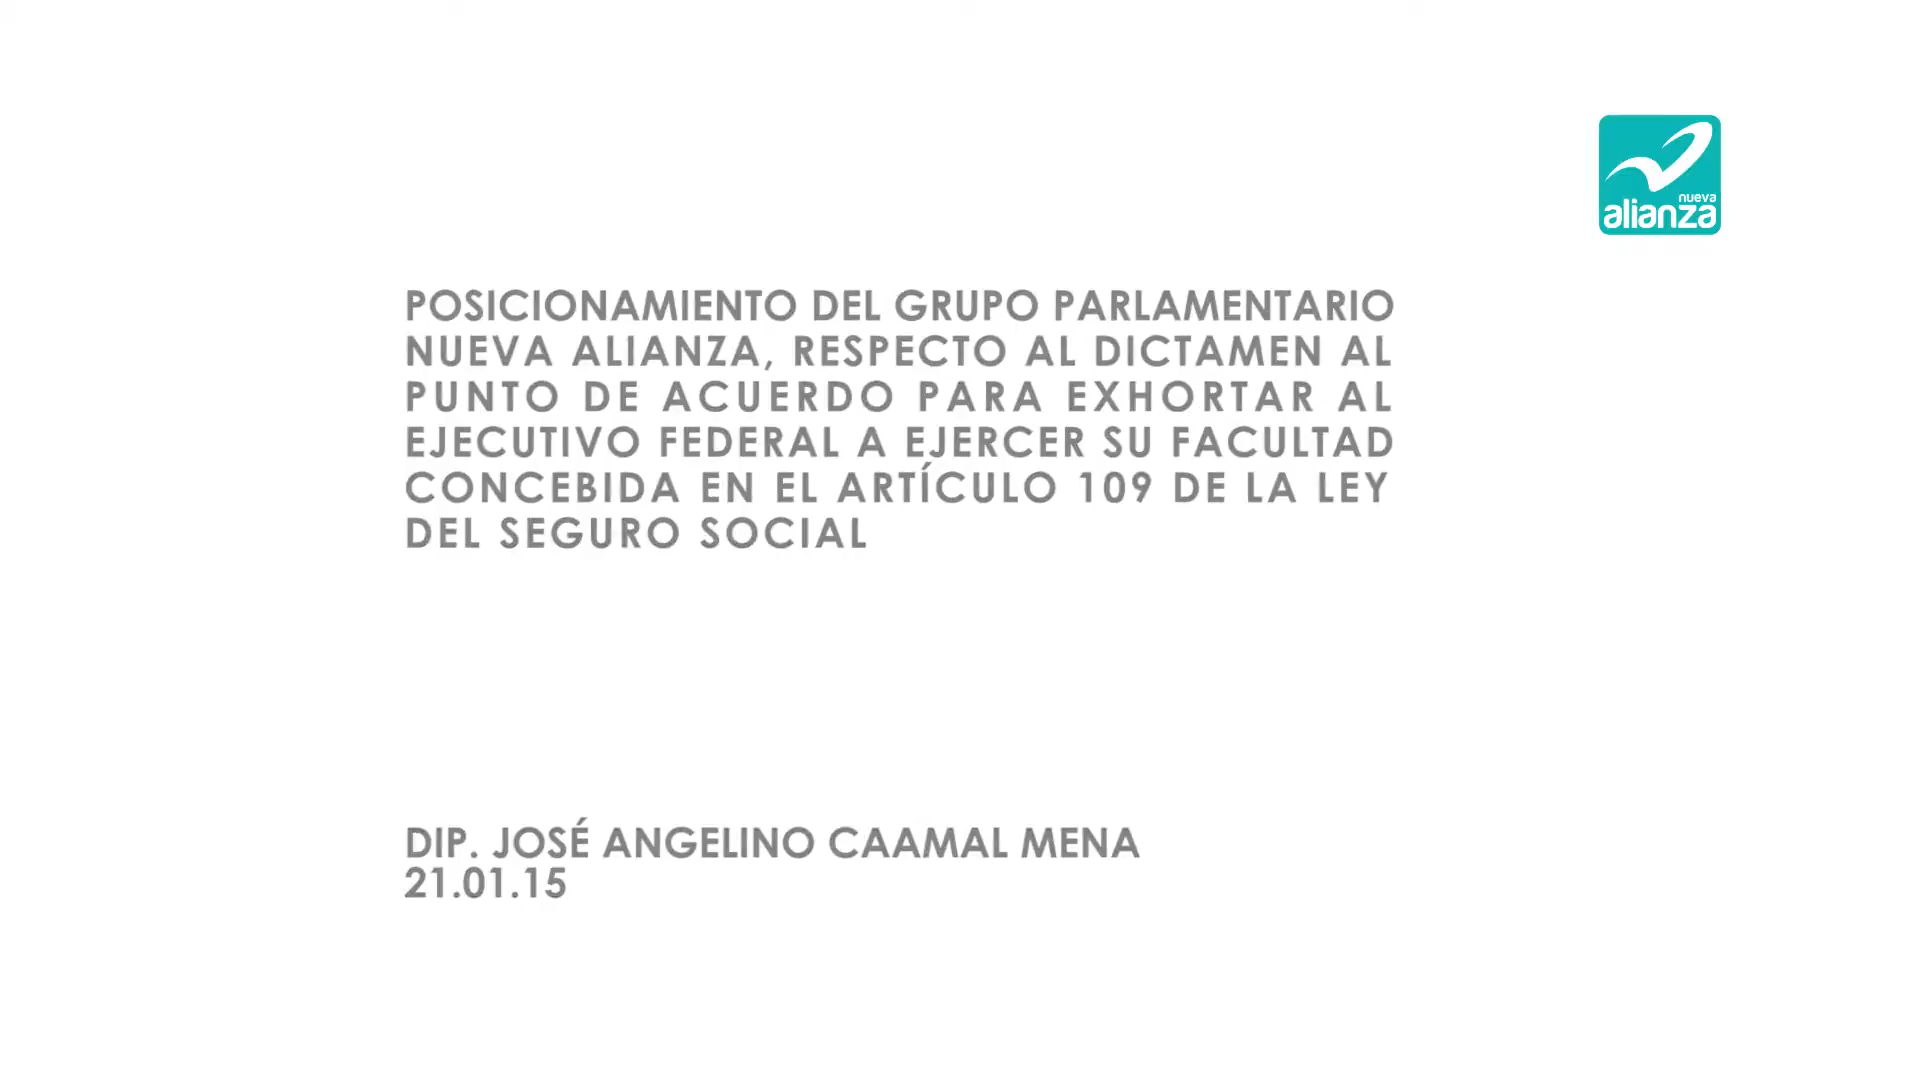 nueva
alianza
POSICIONAMIENTO DEL GRUPO PARLAMENTARIO
NUEVA ALIANZA, RESPECTO AL DICTAMEN AL
PUNTO DE ACUERDO PARA EXHORTAR AL
EJECUTIVO FEDERAL A EJERCER SU FACULTAD
CONCEBIDA EN EL ARTÍCULO 109 DE LA LEY
DEL SEGURO SOCIAL
DIP. JOSÉ ANGELINO CAAMAL MENA
21.01.15